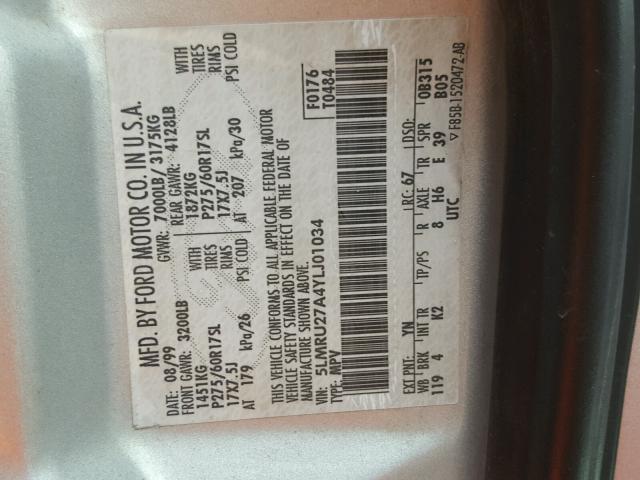 MFD. BY FORD MOTOR CO. IN U.S.A.
DATE: 08/99 GVWR: 7000LB/ 3175KG
FRONT GAWR: 3200LB REAR GAWR: 4128LB
1451KG WITH 1872KG WITH
P275/60R17SL TIRES P275/60R17SL TIRES
17X7.5J RIMS 17X7.5J RIMS
AT 179 kPa/26 PSI COLD AT 207 kPa/30 PSI COLD
THIS VEHICLE CONFORMS TO ALL APPLICABLE FEDERAL MOTOR
VEHICLE SAFETY STANDARDS IN EFFECT ON THE DATE OF
MANUFACTURE SHOWN ABOVE.
VIN: 5LMRU27A4YLJ01034
TYPE: MPV
F0176
T0484
EXT PNT: YN RC: 67 DSO:
WB BRK INT TR TP/PS R AXLE TR SPR
119 4 K2 8 H6 E 39
0B315
B05
UTC
▽ F85B-1520472-AB